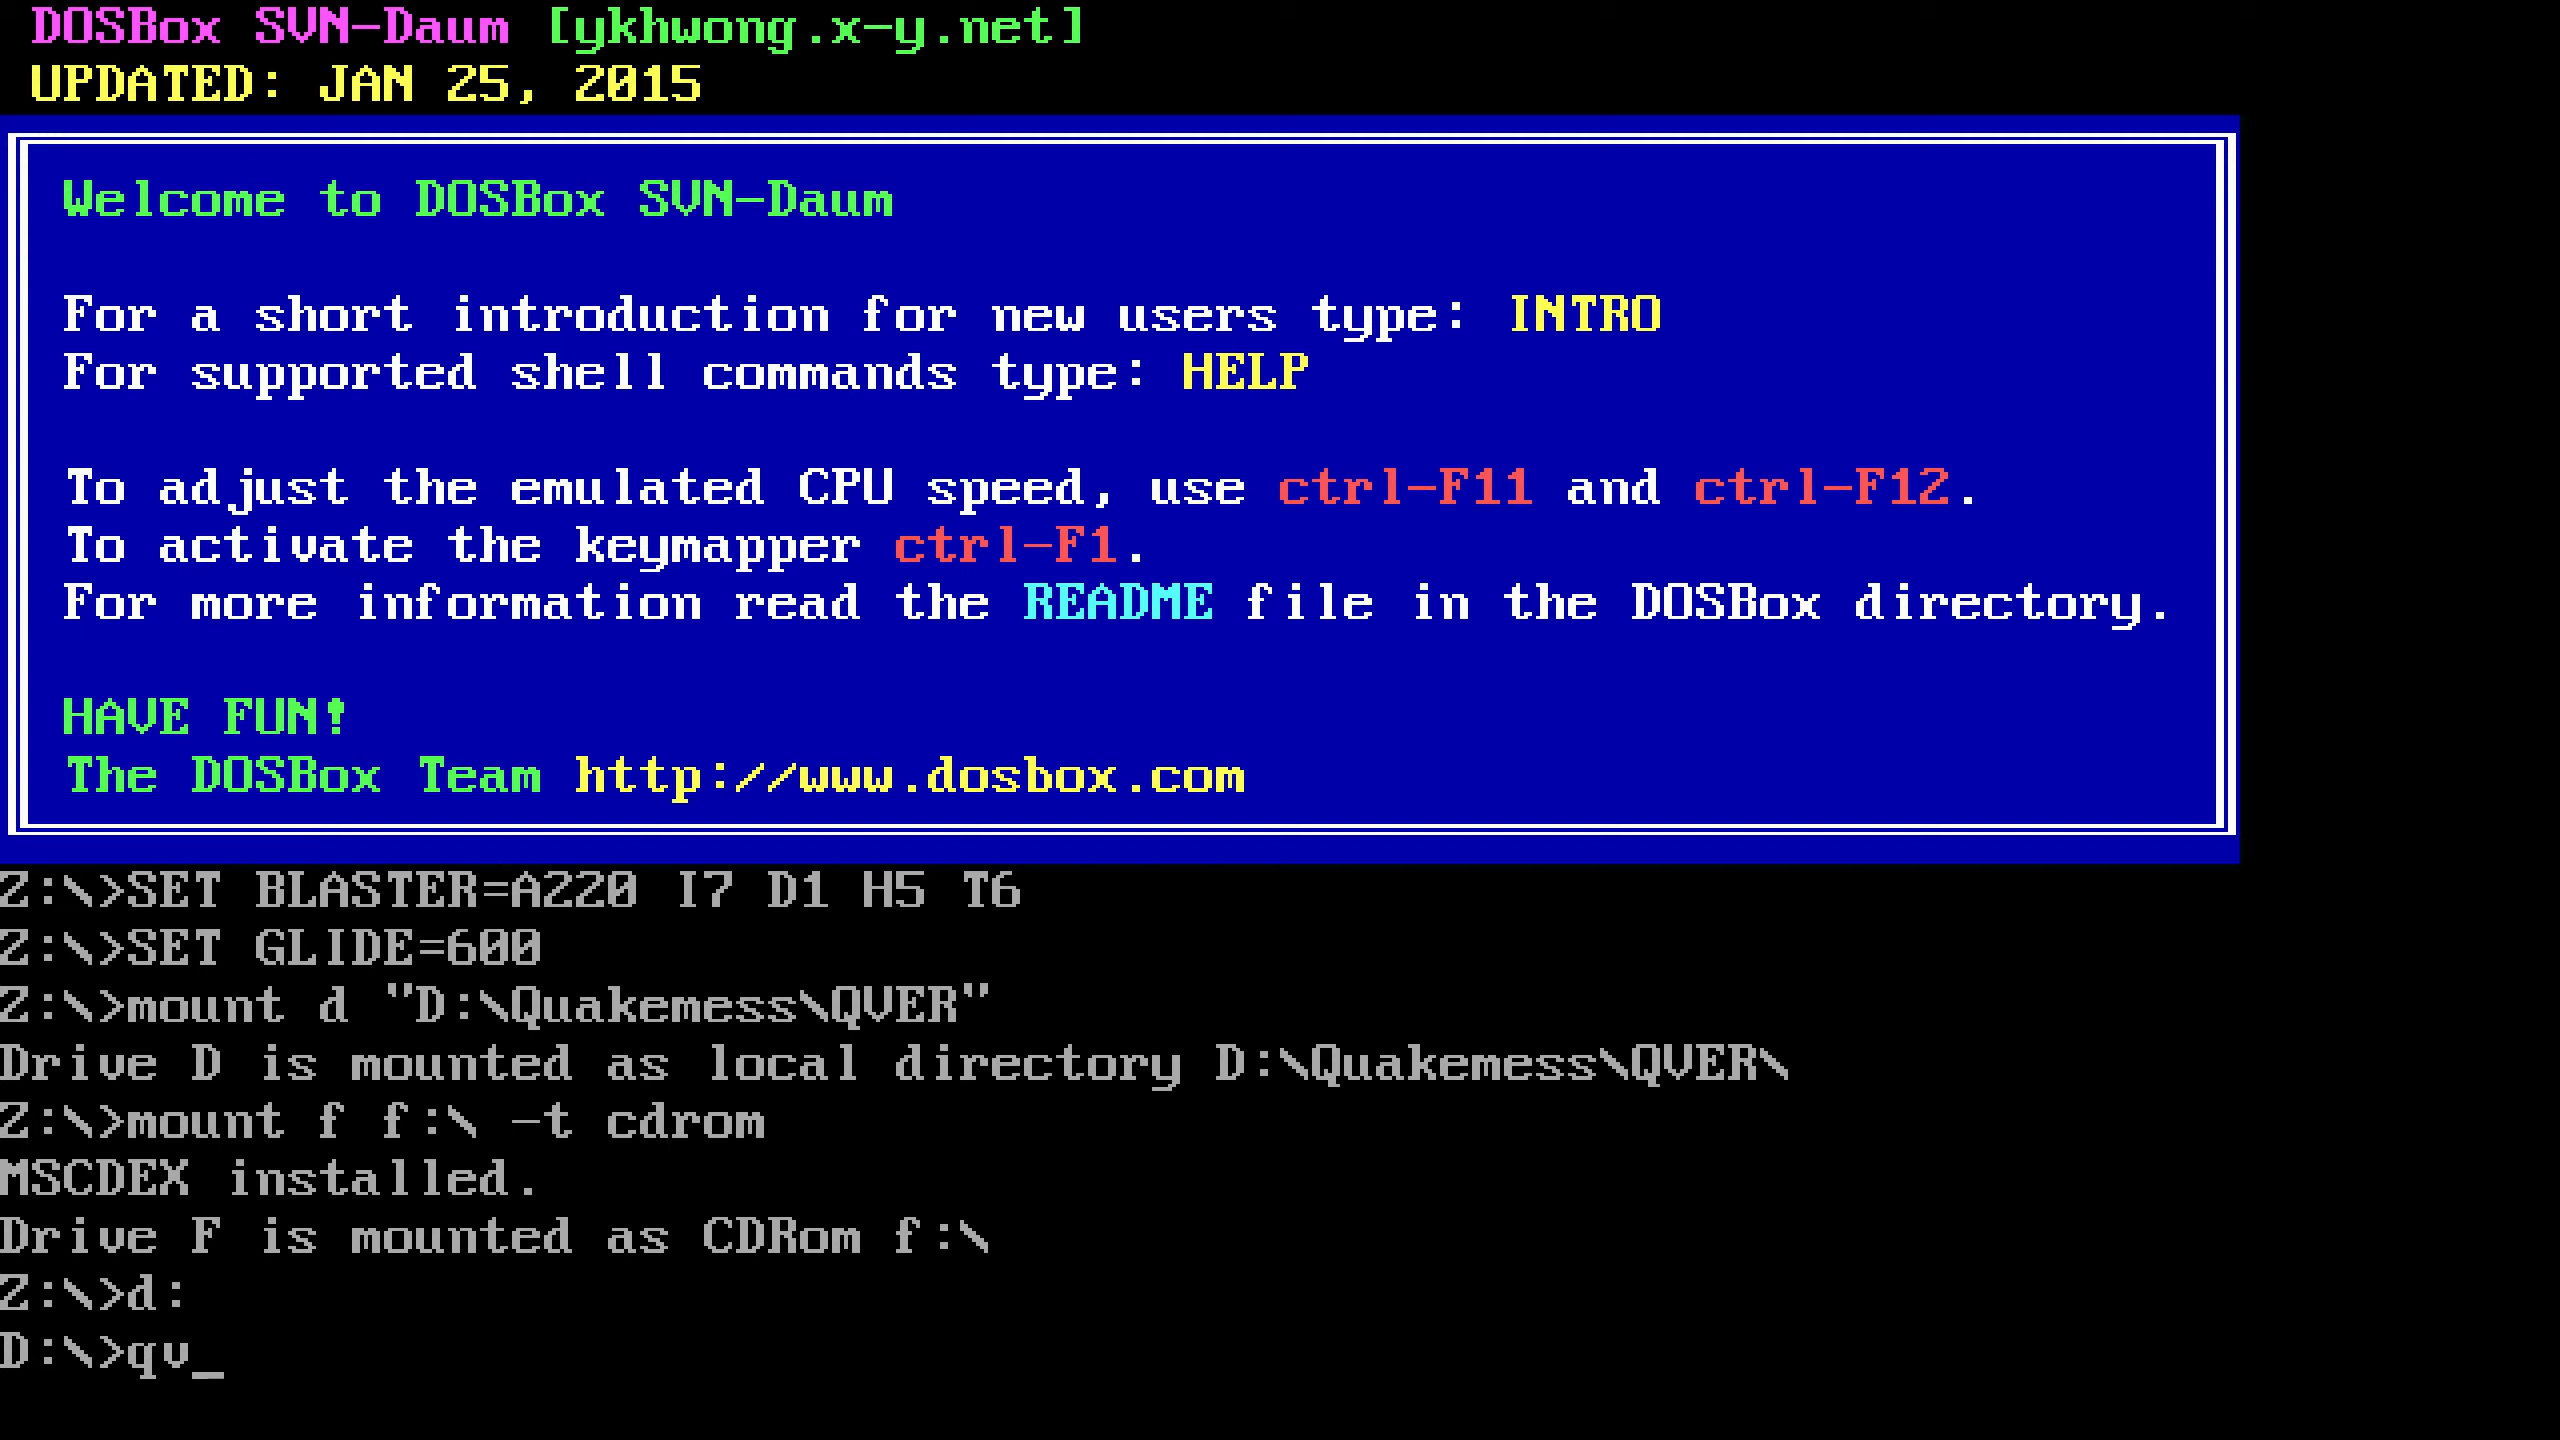 DOSBox SVN-Daum [ykhwong.x-y.net]
UPDATED: JAN 25, 2015
Welcome to DOSBox SVN-Daum
For a short introduction for new users type: INTRO
For supported shell commands type: HELP
To adjust the emulated CPU speed, use ctrl-F11 and ctrl-F12.
To activate the keymapper ctrl-F1.
For more information read the README file in the DOSBox directory.
HAVE FUN!
The DOSBox Team http://www.dosbox.com
Z:\>SET BLASTER=A220 I7 D1 H5 T6
Z:\>SET GLIDE=600
Z:\>mount d "D:\Quakemess\QVER"
Drive D is mounted as local directory D:\Quakemess\QVER\
Z:\>mount f f:\ -t cdrom
MSCDEX installed.
Drive F is mounted as CDRom f:\
Z:\>d:
D:\>qv_